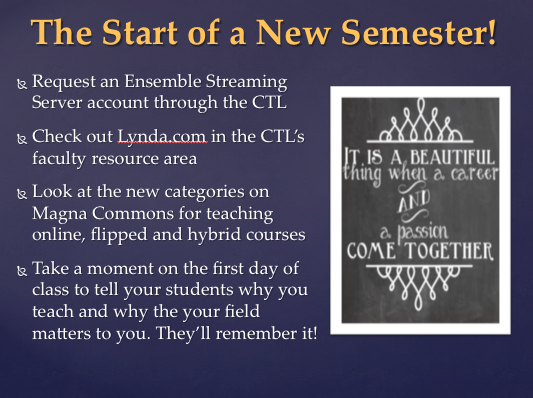 The Start of a New Semester!
Request an Ensemble Streaming
Server account through the CTL
Check out Lynda.com in the CTL's
faculty resource area
Look at the new categories on
Magna Commons for teaching
online, flipped and hybrid courses
Take a moment on the first day of
class to tell your students why you
teach and why the your field
matters to you. They'll remember it!
IT IS A BEAUTIFUL
thing when a career
AND
a passion
COME TOGETHER